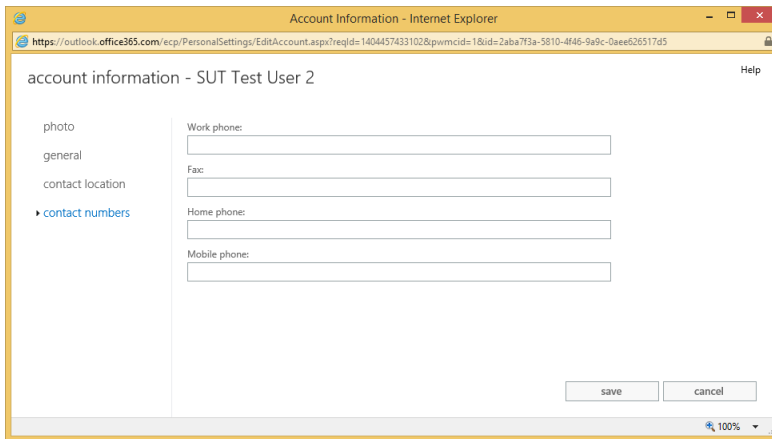 Account Information - Internet Explorer
https://outlook.office365.com/ecp/PersonalSettings/EditAccount.aspx?reqId=1404457433102&pwmcid=1&id=2aba7f3a-5810-4f46-9a9c-0aee626517d5
Help
account information - SUT Test User 2
photo
general
contact location
contact numbers
Work phone:
Fax:
Home phone:
Mobile phone:
save cancel
100%